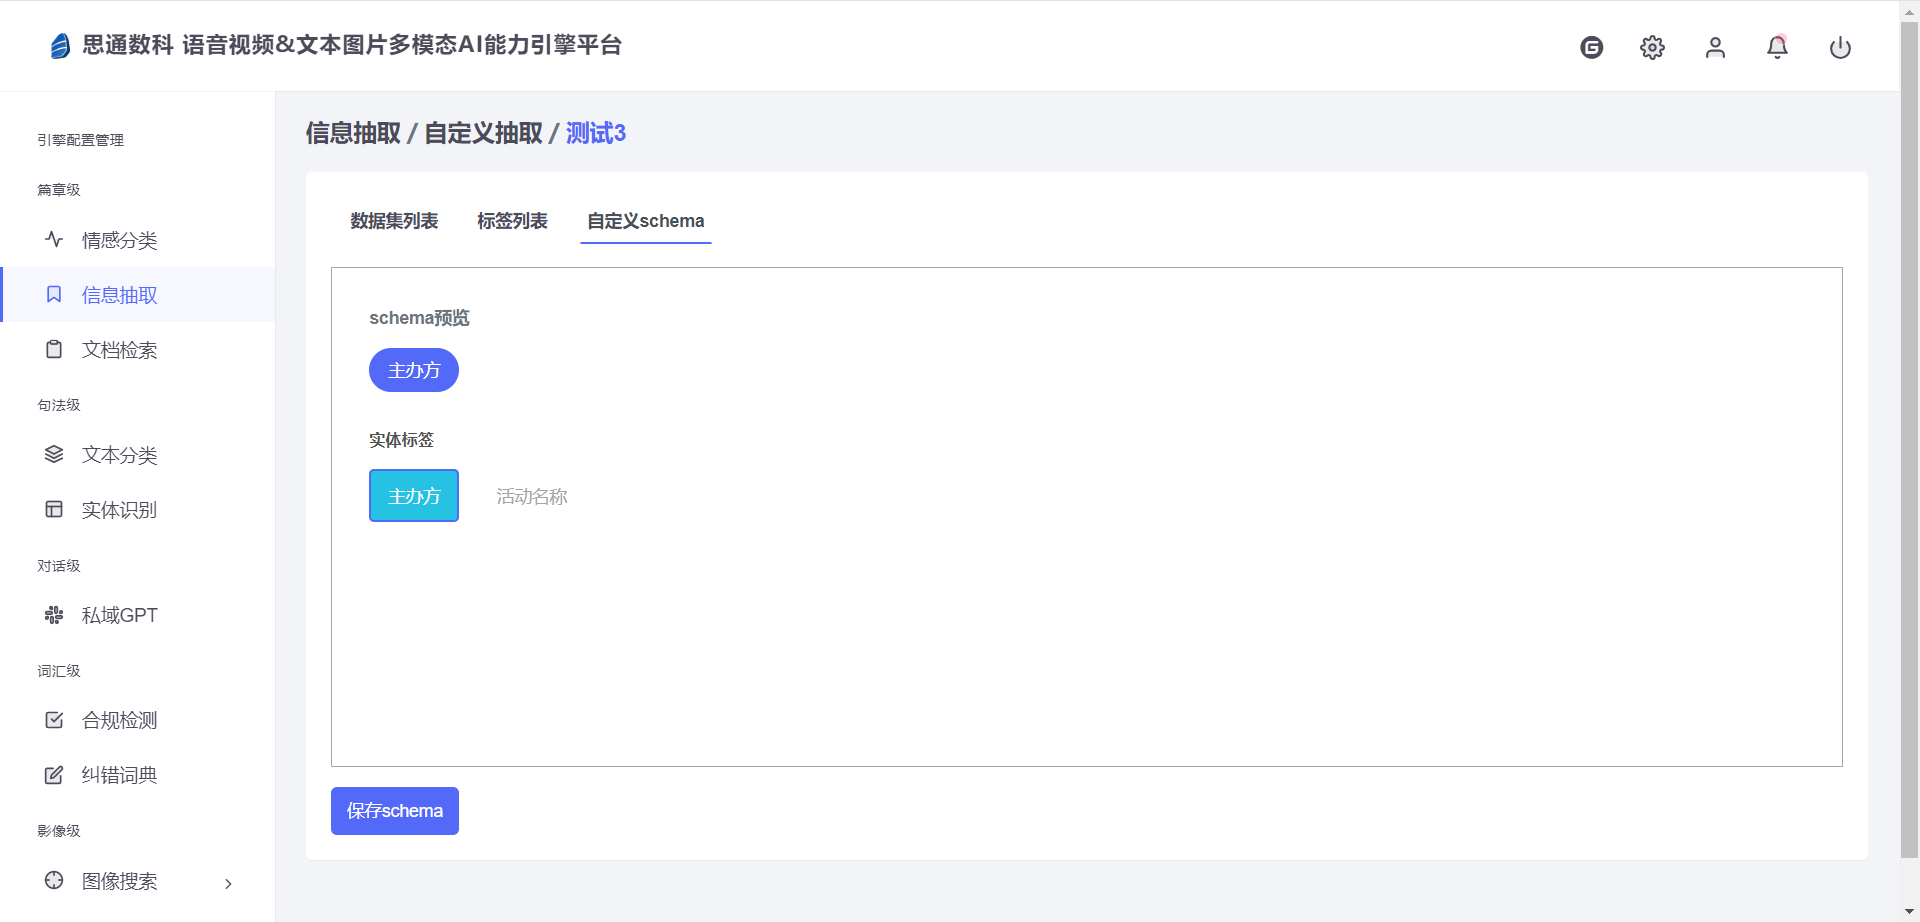 思通数科 语音视频&文本图片多模态AI能力引擎平台
引擎配置管理
篇章级
情感分类
信息抽取
文档检索
句法级
文本分类
实体识别
对话级
私域GPT
词汇级
合规检测
纠错词典
影像级
图像搜索
信息抽取 / 自定义抽取 / 测试3
数据集列表 标签列表 自定义schema
schema预览
主办方
实体标签
主办方 活动名称
保存schema